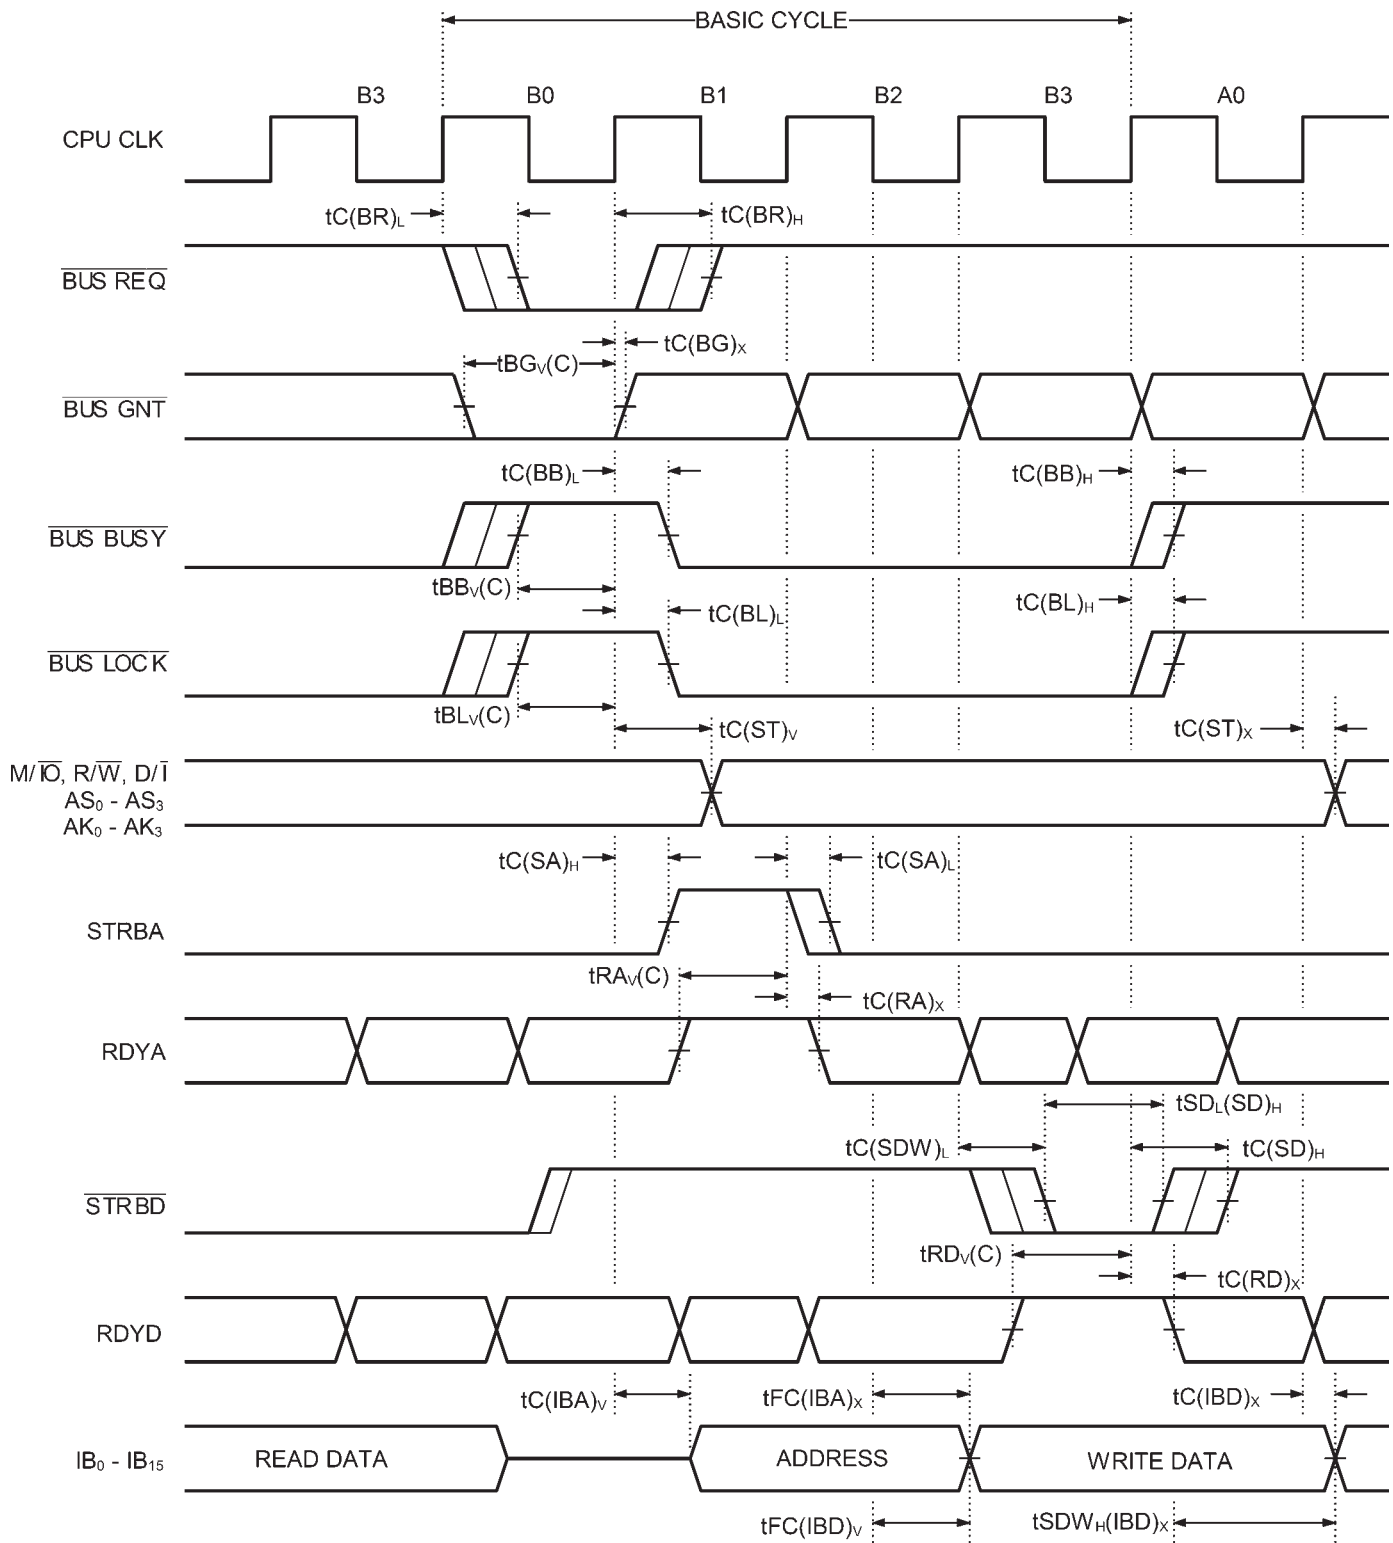 BASIC CYCLE
B3 B0 B1 B2 B3 A0
CPU CLK
tC(BR)L tC(BR)H
BUS REQ
tC(BG)X
tBGV(C)
BUS GNT
tC(BB)L tC(BB)H
BUS BUSY
tBBV(C)
tC(BL)L tC(BL)H
BUS LOCK
tBLV(C)
tC(ST)V tC(ST)X
M/IO, R/W, D/I
AS0 - AS3
AK0 - AK3
tC(SA)H tC(SA)L
STRBA
tRAV(C)
tC(RA)X
RDYA
tSDL(SD)H
tC(SDW)L tC(SD)H
STRBD
tRDV(C)
tC(RD)X
RDYD
tC(IBA)V tFC(IBA)X tC(IBD)X
IB0 - IB15 READ DATA ADDRESS WRITE DATA
tFC(IBD)V tSDWH(IBD)X